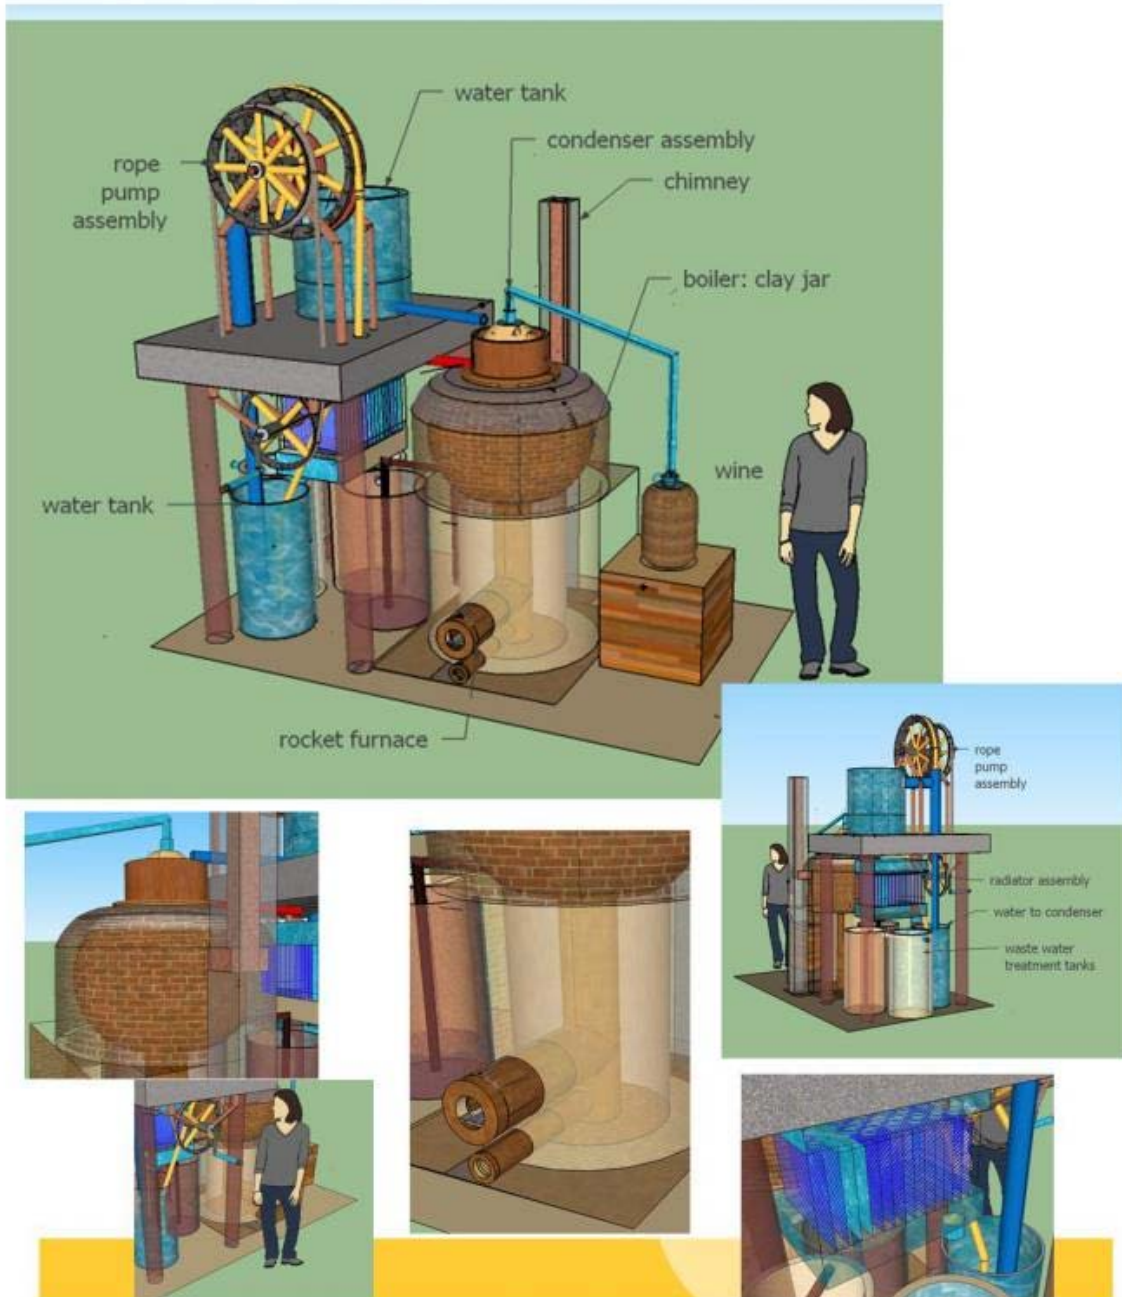 water tank
condenser assembly
chimney
rope
pump
assembly
boiler: clay jar
wine
water tank
rocket furnace
rope
pump
assembly
radiator assembly
water to condenser
waste water
treatment tanks